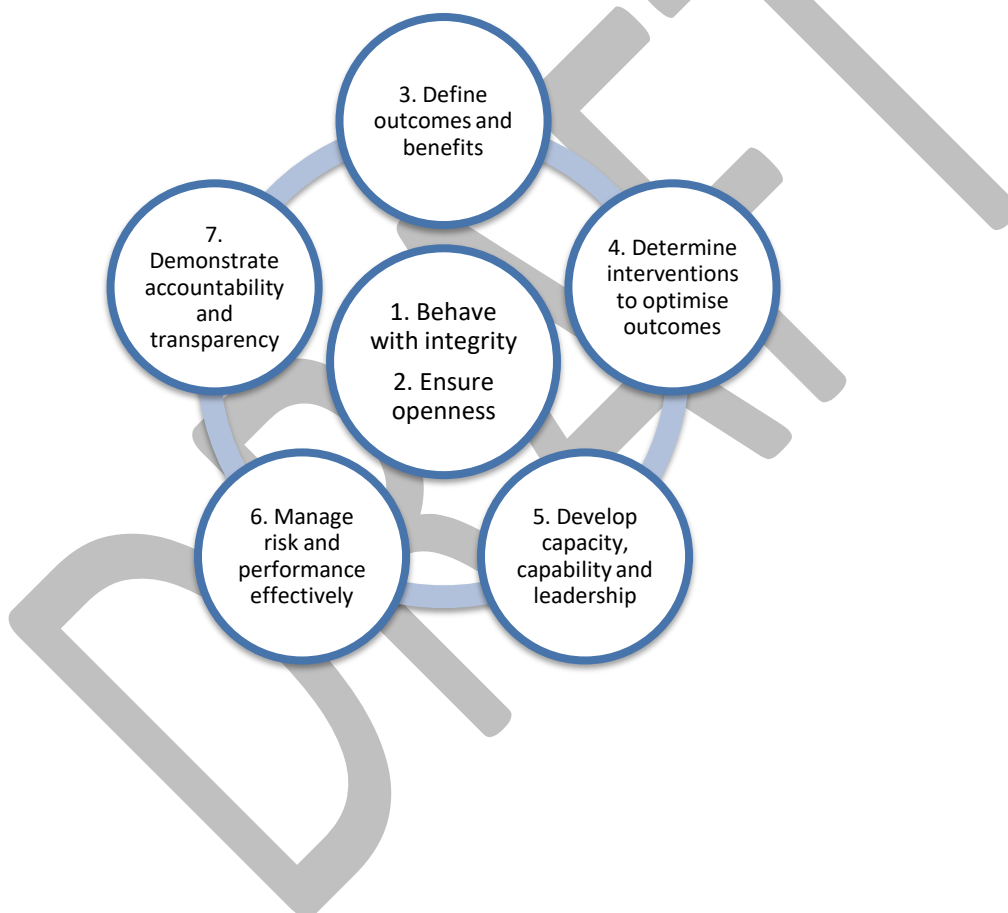 3. Define
outcomes and
benefits
7.
Demonstrate
accountability
and
transparency
4. Determine
interventions
to optimise
outcomes
1. Behave
with integrity
2. Ensure
openness
6. Manage
risk and
performance
effectively
5. Develop
capacity,
capability and
leadership
DRAFT